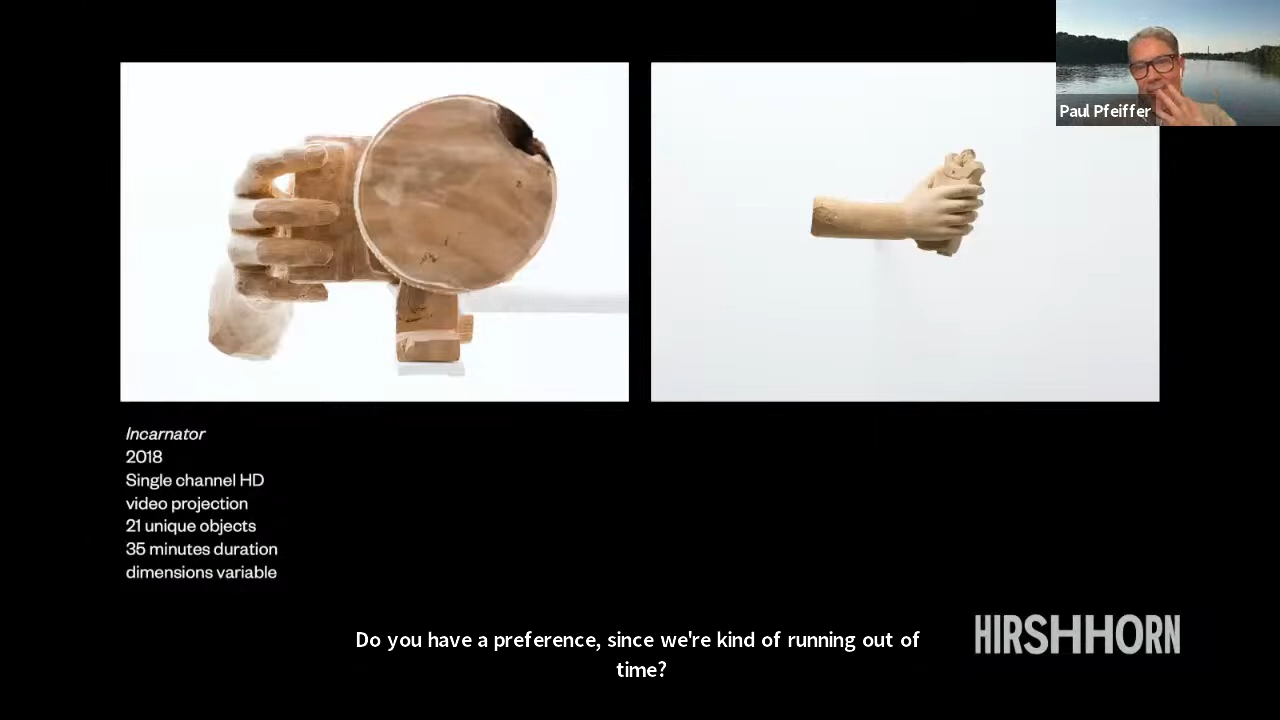 Paul Pfeiffer
Incarnator
2018
Single channel HD
video projection
21 unique objects
35 minutes duration
dimensions variable
HIRSHHORN
Do you have a preference, since we're kind of running out of
time?